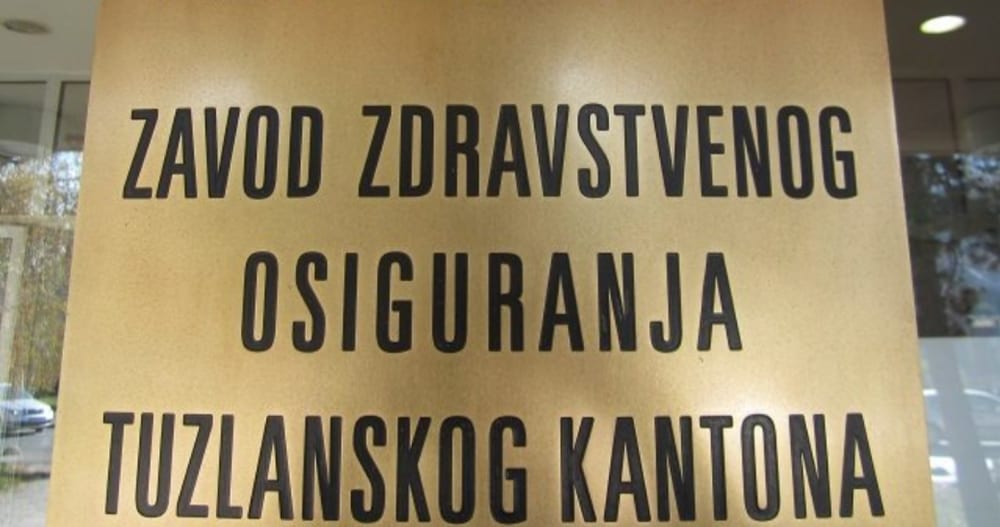 ZAVOD ZDRAVSTVENOG
OSIGURANJA
TUZLANSKOG KANTONA